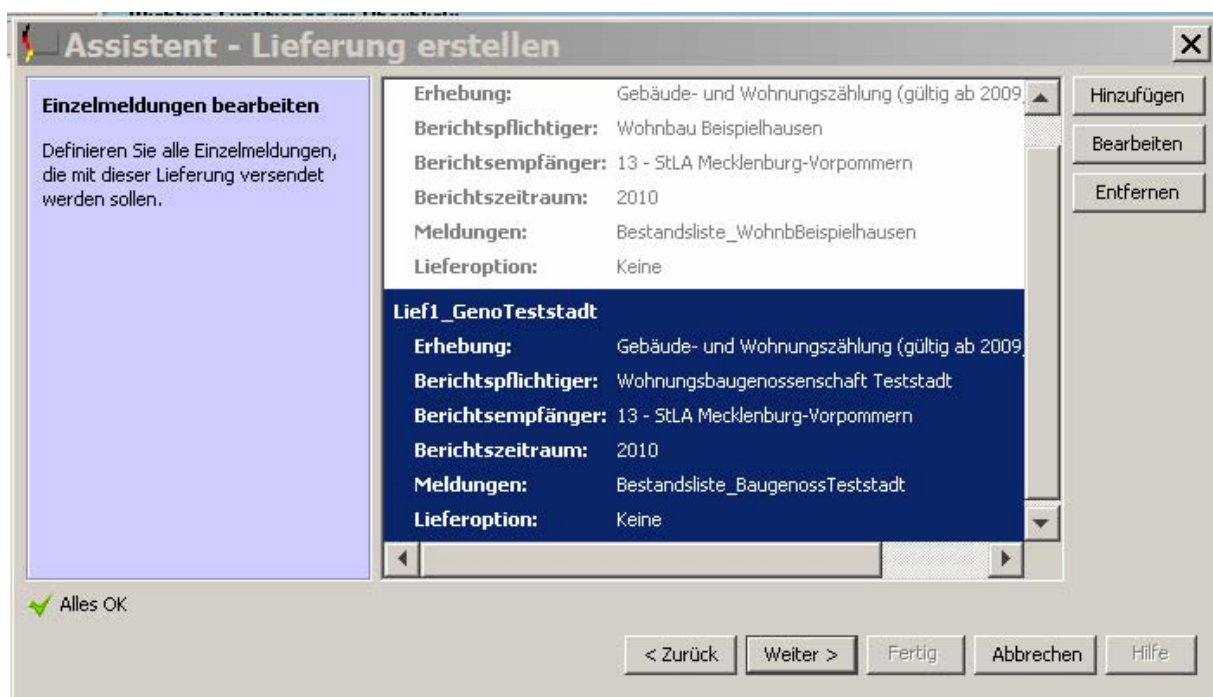 Assistent - Lieferung erstellen
Einzelmeldungen bearbeiten
Definieren Sie alle Einzelmeldungen,
die mit dieser Lieferung versendet
werden sollen.
Erhebung: Gebäude- und Wohnungszählung (gültig ab 2009,
Berichtspflichtiger: Wohnbau Beispielhausen
Berichtsempfänger: 13 - StLA Mecklenburg-Vorpommern
Berichtszeitraum: 2010
Meldungen: Bestandsliste_WohnbBeispielhausen
Lieferoption: Keine
Lief1_GenoTeststadt
Erhebung: Gebäude- und Wohnungszählung (gültig ab 2009,
Berichtspflichtiger: Wohnungsbaugenossenschaft Teststadt
Berichtsempfänger: 13 - StLA Mecklenburg-Vorpommern
Berichtszeitraum: 2010
Meldungen: Bestandsliste_BaugenossTeststadt
Lieferoption: Keine
Hinzufügen
Bearbeiten
Entfernen
Alles OK
< Zurück
Weiter >
Fertig
Abbrechen
Hilfe